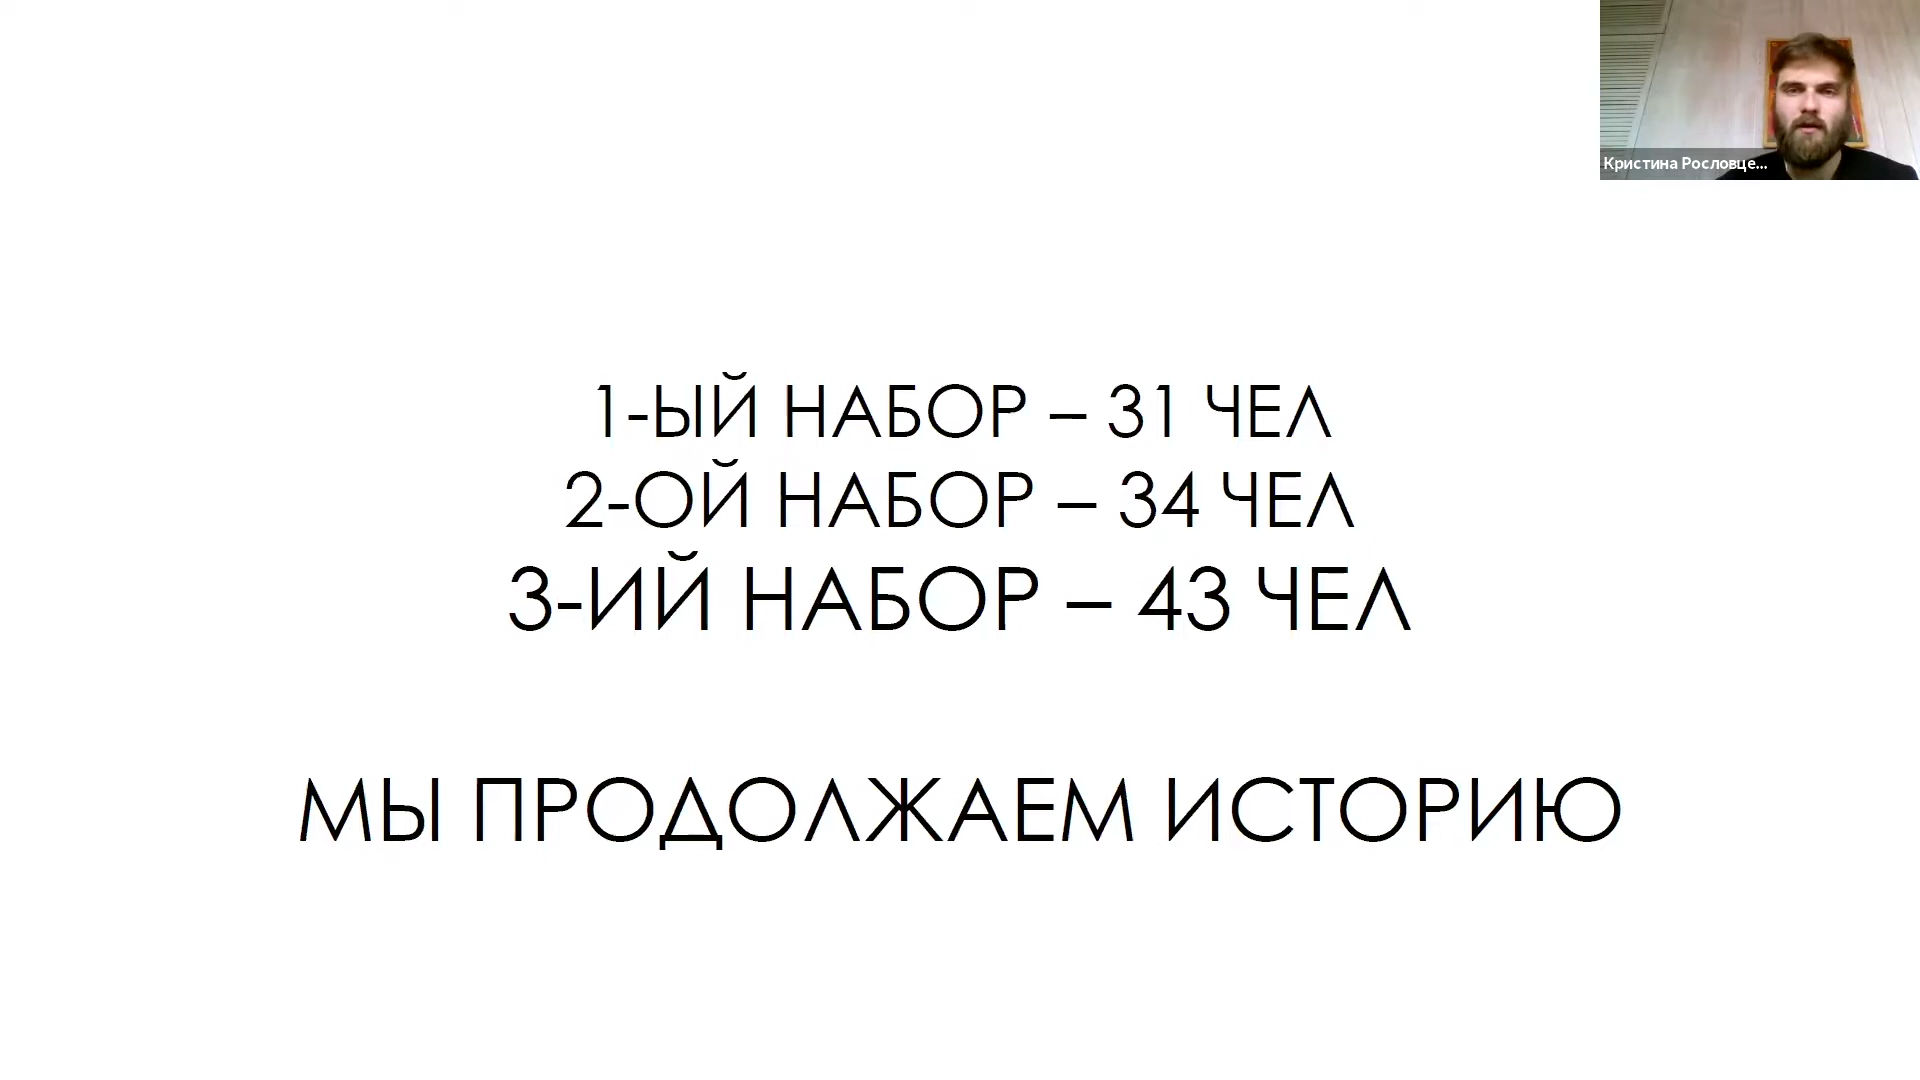 Кристина Рословце...
1-ЫЙ НАБОР – 31 ЧЕЛ
2-ОЙ НАБОР – 34 ЧЕЛ
3-ИЙ НАБОР – 43 ЧЕЛ
МЫ ПРОДОЛЖАЕМ ИСТОРИЮ